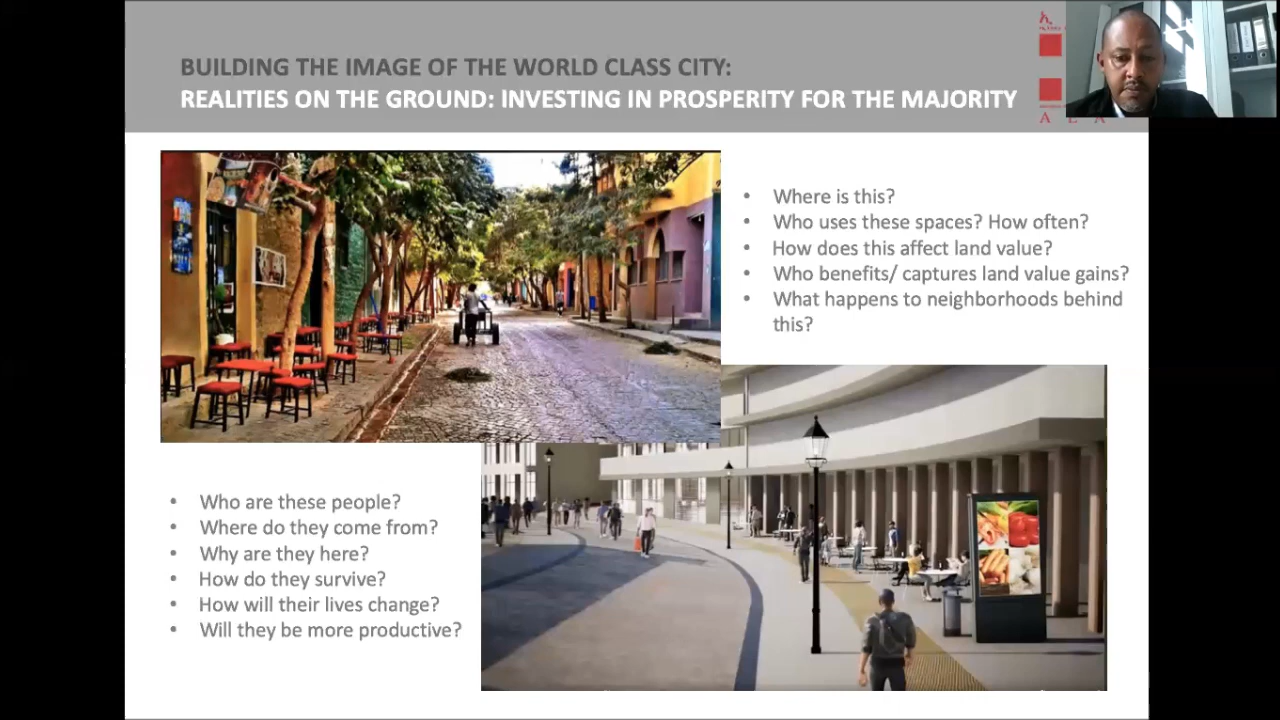 BUILDING THE IMAGE OF THE WORLD CLASS CITY:
REALITIES ON THE GROUND: INVESTING IN PROSPERITY FOR THE MAJORITY
A E A
• Where is this?
• Who uses these spaces? How often?
• How does this affect land value?
• Who benefits/ captures land value gains?
• What happens to neighborhoods behind
this?
• Who are these people?
• Where do they come from?
• Why are they here?
• How do they survive?
• How will their lives change?
• Will they be more productive?